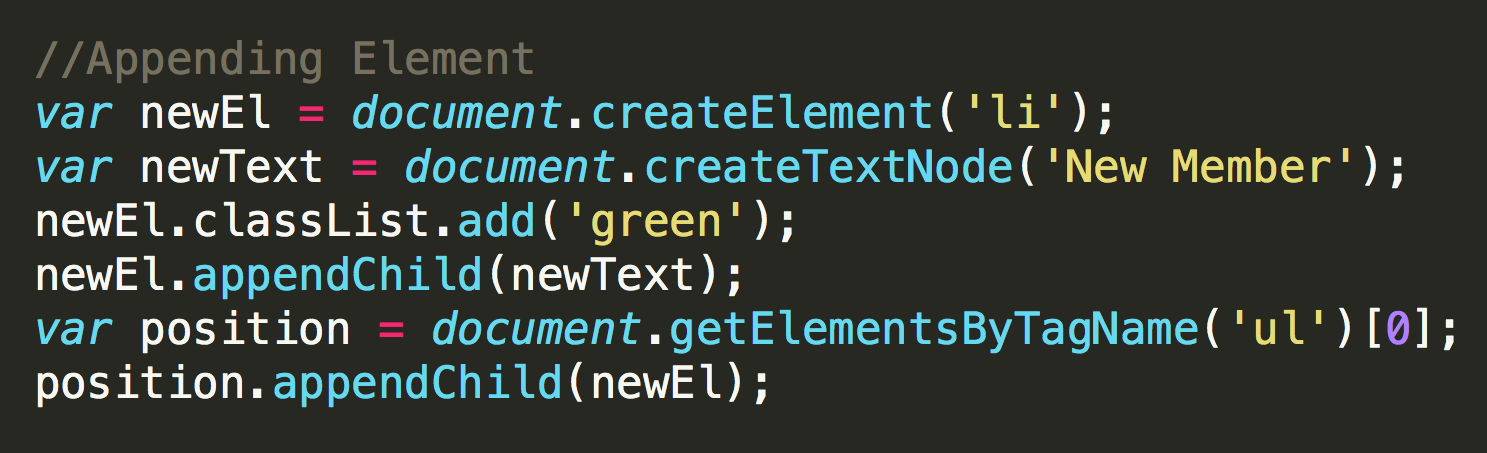 //Appending Element
var newEl = document.createElement('li');
var newText = document.createTextNode('New Member');
newEl.classList.add('green');
newEl.appendChild(newText);
var position = document.getElementsByTagName('ul')[0];
position.appendChild(newEl);